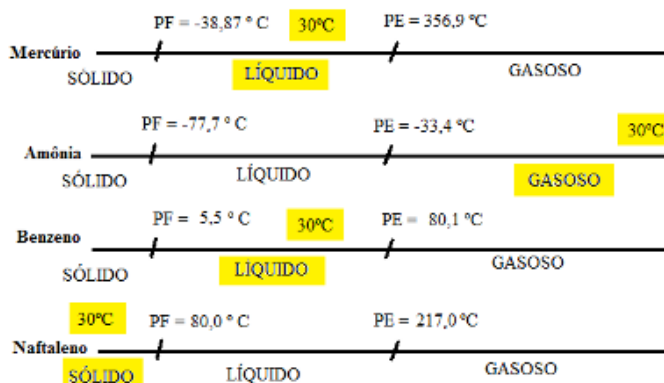 PF = -38,87 º C 30ºC PE = 356,9 ºC
Mercúrio
SÓLIDO LÍQUIDO GASOSO
PF = -77,7 º C PE = -33,4 ºC 30ºC
Amônia
SÓLIDO LÍQUIDO GASOSO
PF = 5,5 º C 30ºC PE = 80,1 ºC
Benzeno
SÓLIDO LÍQUIDO GASOSO
30ºC PF = 80,0 º C PE = 217,0 ºC
Naftaleno
SÓLIDO LÍQUIDO GASOSO